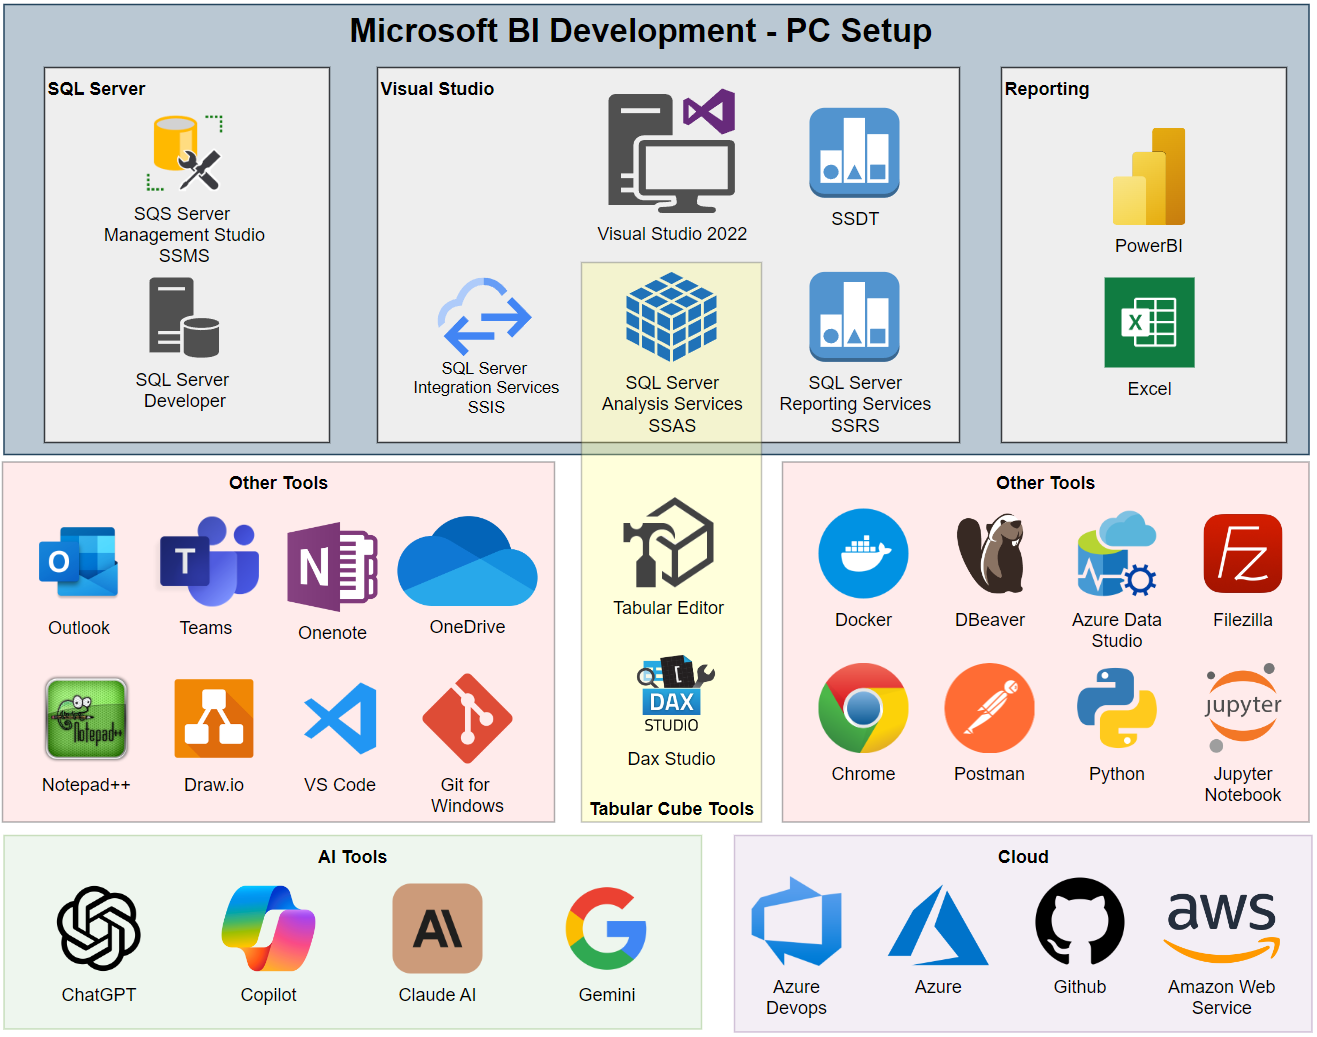 Microsoft BI Development - PC Setup
SQL Server
SQS Server
Management Studio
SSMS
SQL Server
Developer
Visual Studio
Visual Studio 2022
SSDT
SQL Server
Integration Services
SSIS
SQL Server
Analysis Services
SSAS
SQL Server
Reporting Services
SSRS
Reporting
PowerBI
X
Excel
Other Tools
O
Outlook
T
Teams
N
Onenote
OneDrive
Notepad++
Notepad++
Draw.io
VS Code
Git for
Windows
Tabular Editor
DAX
STUDIO
Dax Studio
Tabular Cube Tools
Other Tools
Docker
DBeaver
Azure Data
Studio
Fz
Filezilla
Chrome
Postman
Python
jupyter
Jupyter
Notebook
AI Tools
ChatGPT
Copilot
A\
Claude AI
G
Gemini
Cloud
Azure
Devops
Azure
Github
aws
Amazon Web
Service